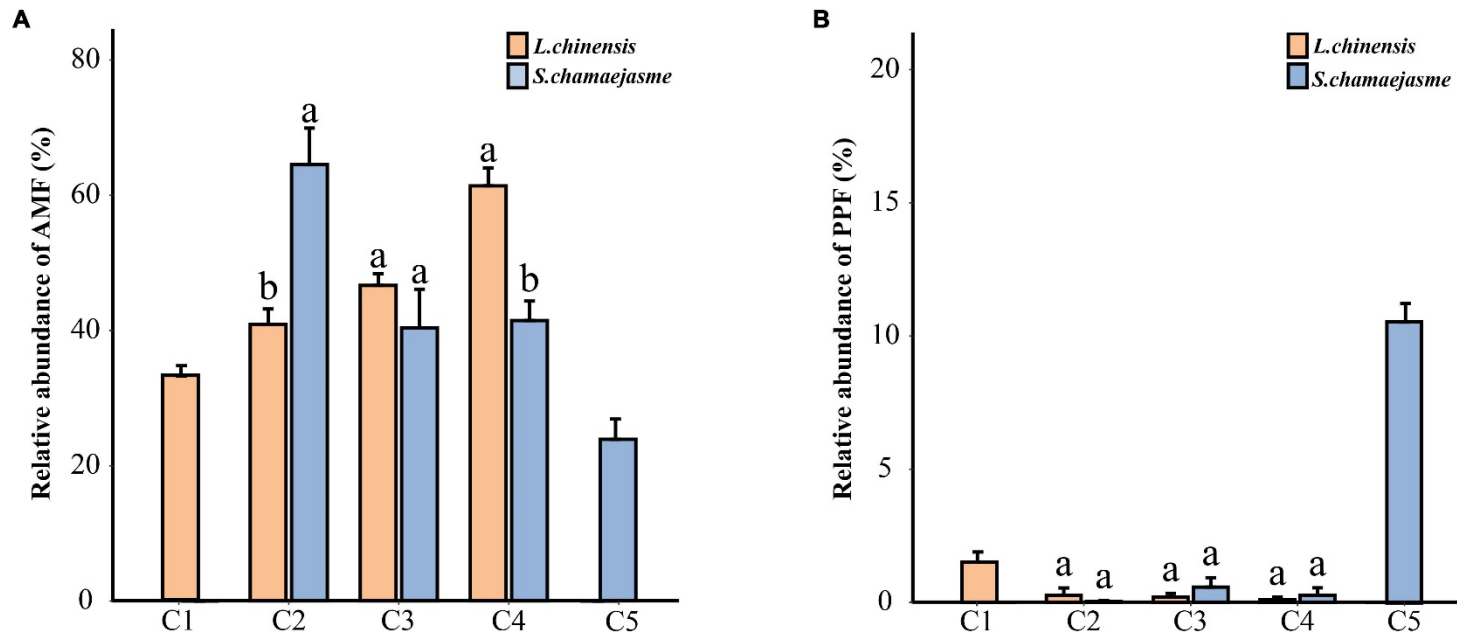 A
Relative abundance of AMF (%)
80
60
40
20
0
L.chinensis
S.chamaejasme
b
a
a
a
a
b
C1 C2 C3 C4 C5
B
Relative abundance of PPF (%)
20
15
10
5
0
L.chinensis
S.chamaejasme
a
a
a
a
a
a
C1 C2 C3 C4 C5